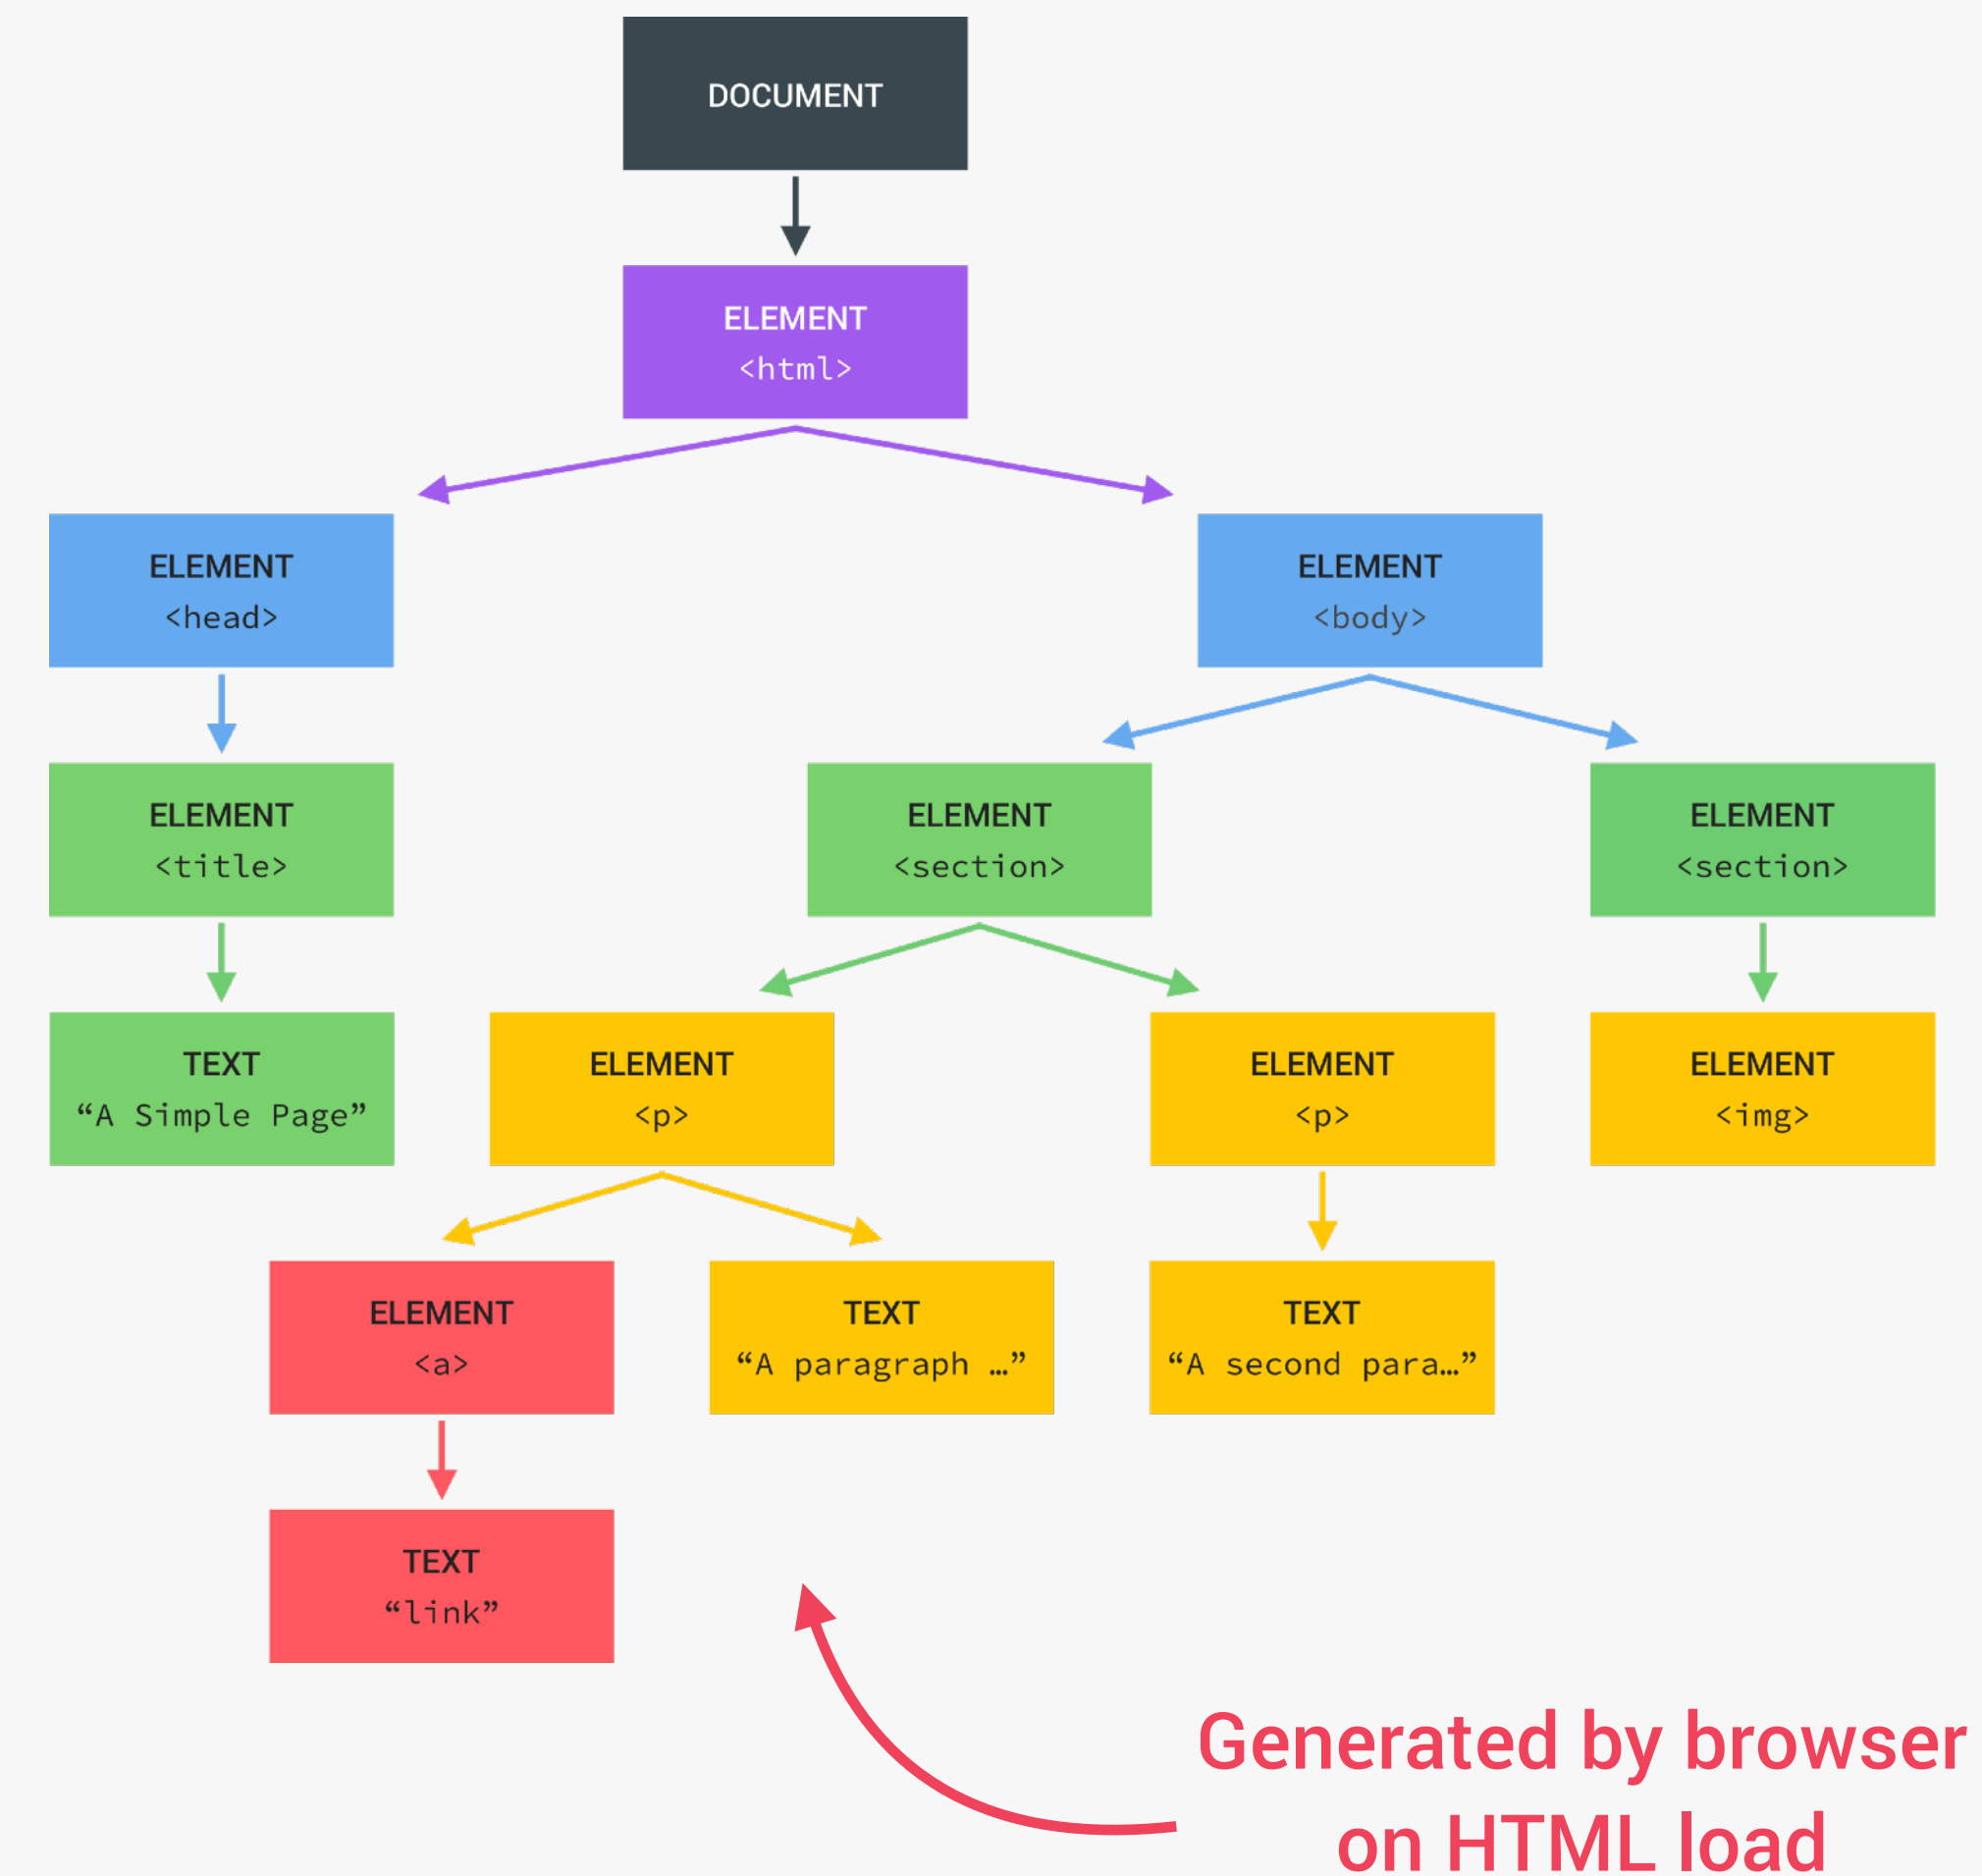 DOCUMENT
ELEMENT
<html>
ELEMENT
<head>
ELEMENT
<body>
ELEMENT
<title>
ELEMENT
<section>
ELEMENT
<section>
TEXT
“A Simple Page”
ELEMENT
<p>
ELEMENT
<p>
ELEMENT
<img>
ELEMENT
<a>
TEXT
“A paragraph …”
TEXT
“A second para…”
TEXT
“link”
Generated by browser
on HTML load